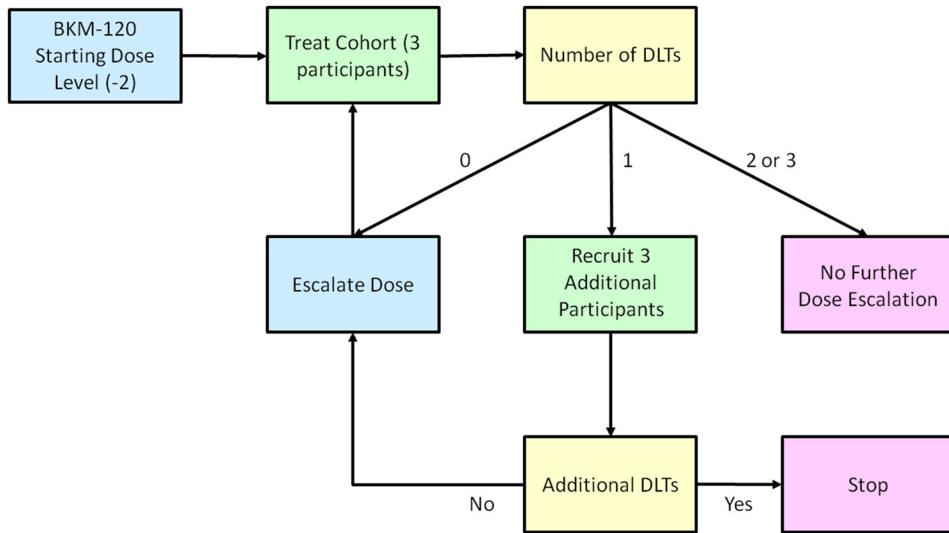 BKM-120
Starting Dose
Level (-2)
Treat Cohort (3
participants)
Number of DLTs
0
1
2 or 3
Escalate Dose
Recruit 3
Additional
Participants
No Further
Dose Escalation
Additional DLTs
No
Yes
Stop